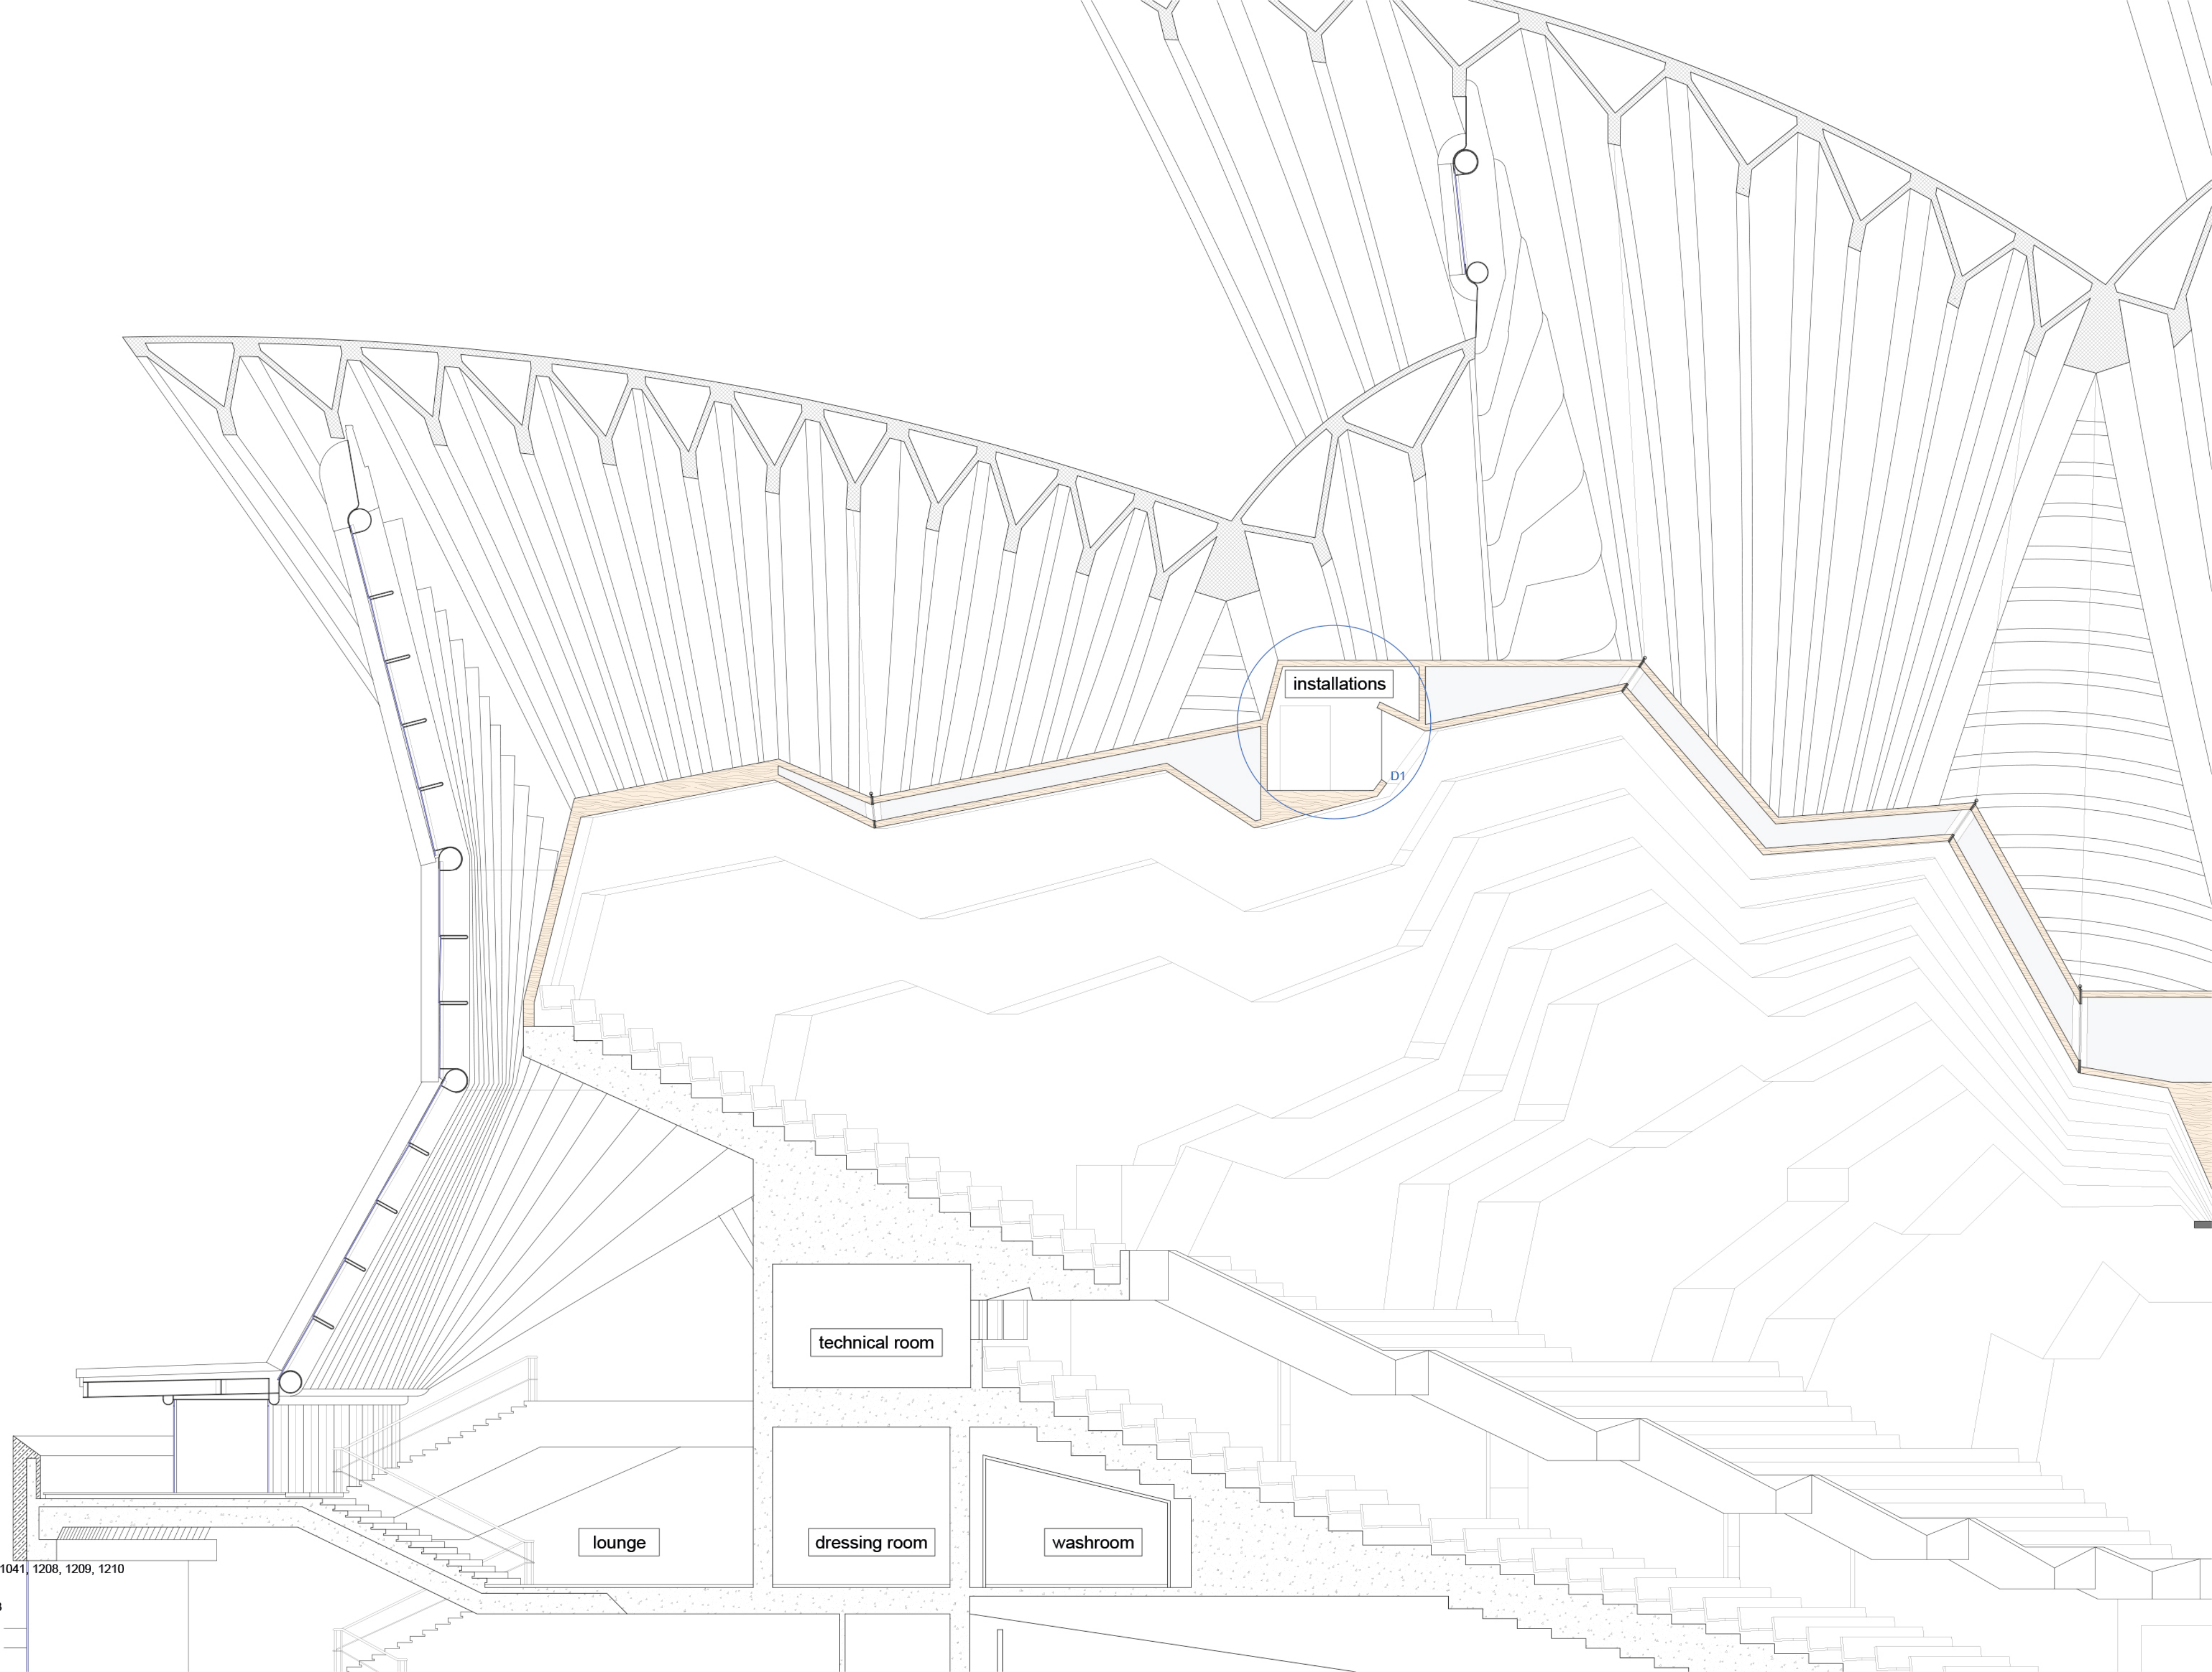 installations
D1
technical room
lounge
dressing room
washroom
1041, 1208, 1209, 1210